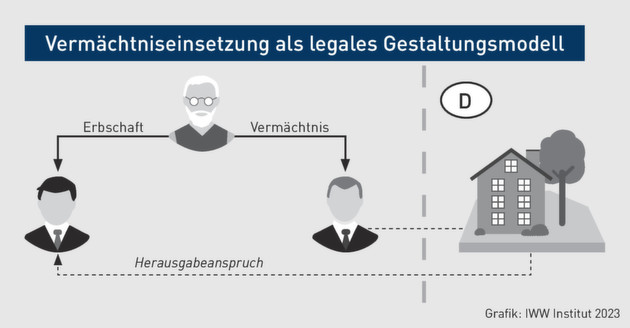 Vermächtniseinsetzung als legales Gestaltungsmodell
D
Erbschaft
Vermächtnis
Herausgabeanspruch
Grafik: IWW Institut 2023